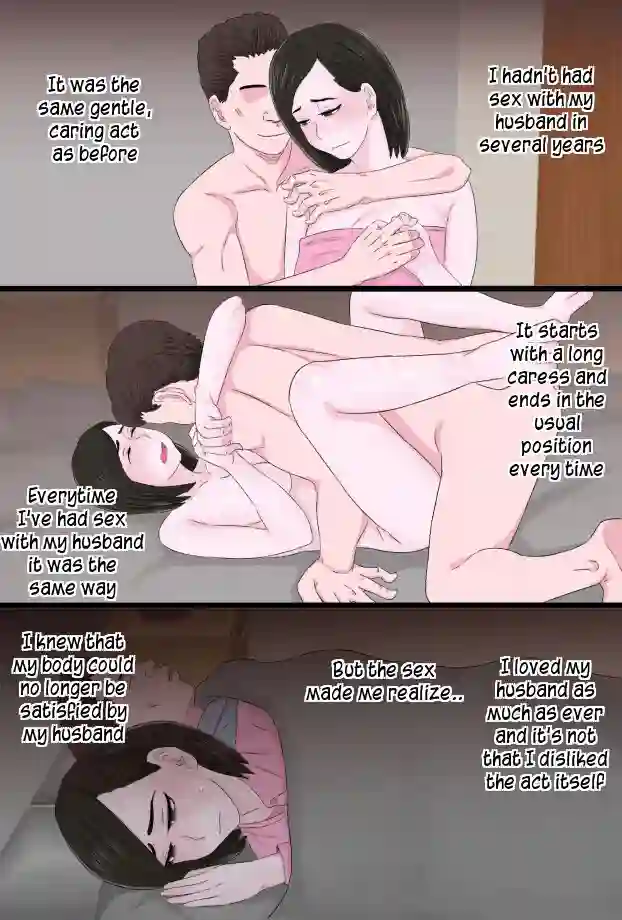 I hadn't had
sex with my
husband in
several years
It was the
same gentle,
caring act
as before
It starts
with a long
caress and
ends in the
usual
position
every time
Everytime
I've had sex
with my husband
it was the
same way
I loved my
husband as
much as ever
and it's not
that I disliked
the act itself
But the sex
made me realize..
I knew that
my body could
no longer be
satisfied by
my husband